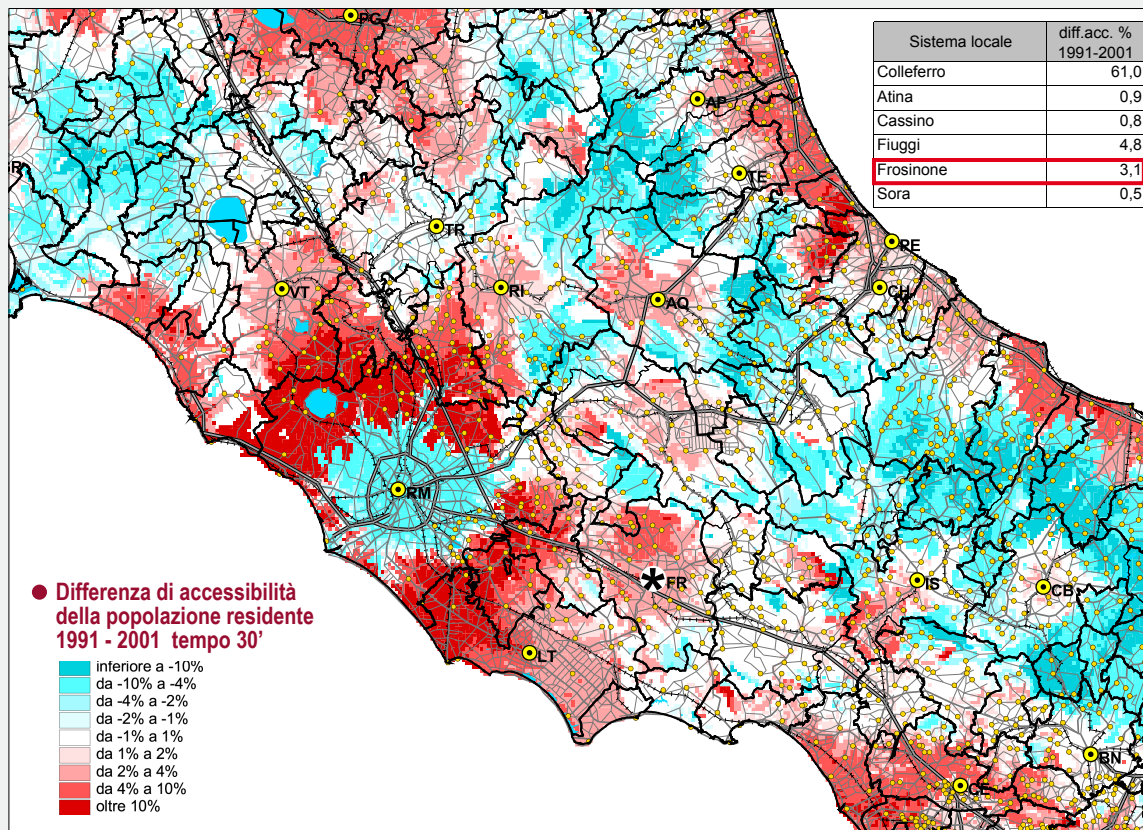 Sistema locale
diff.acc. %
1991-2001
Colleferro 61,0
Atina 0,9
Cassino 0,8
Fiuggi 4,8
Frosinone 3,1
Sora 0,5
PG
AP
TE
TR
PE
VT
RI
AQ
CH
RM
* FR
IS
CB
LT
BN
CE
Differenza di accessibilità
della popolazione residente
1991 - 2001 tempo 30’
inferiore a -10%
da -10% a -4%
da -4% a -2%
da -2% a -1%
da -1% a 1%
da 1% a 2%
da 2% a 4%
da 4% a 10%
oltre 10%